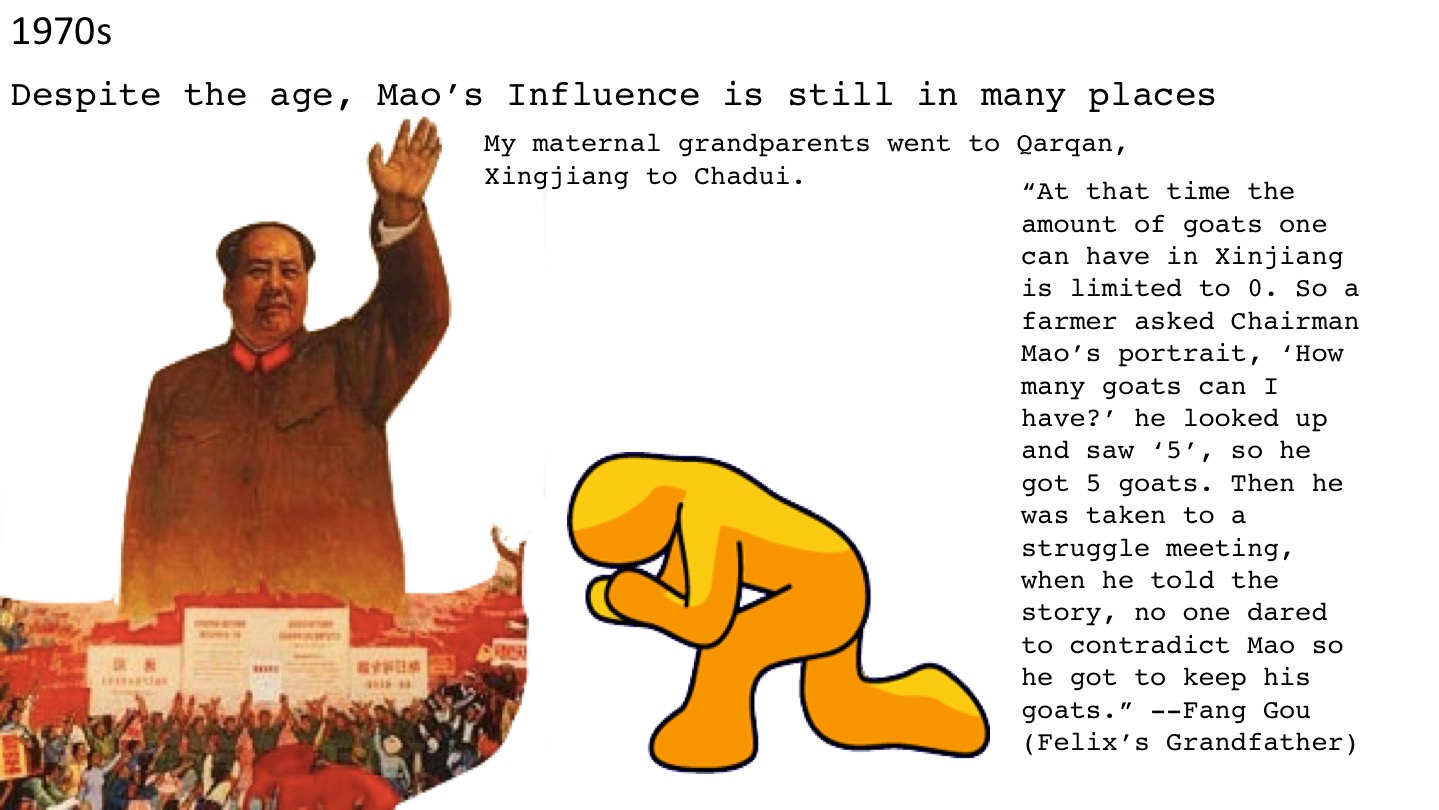 1970s
Despite the age, Mao’s Influence is still in many places
My maternal grandparents went to Qarqan,
Xingjiang to Chadui.
“At that time the
amount of goats one
can have in Xinjiang
is limited to 0. So a
farmer asked Chairman
Mao’s portrait, ‘How
many goats can I
have?’ he looked up
and saw ‘5’, so he
got 5 goats. Then he
was taken to a
struggle meeting,
when he told the
story, no one dared
to contradict Mao so
he got to keep his
goats.” --Fang Gou
(Felix’s Grandfather)